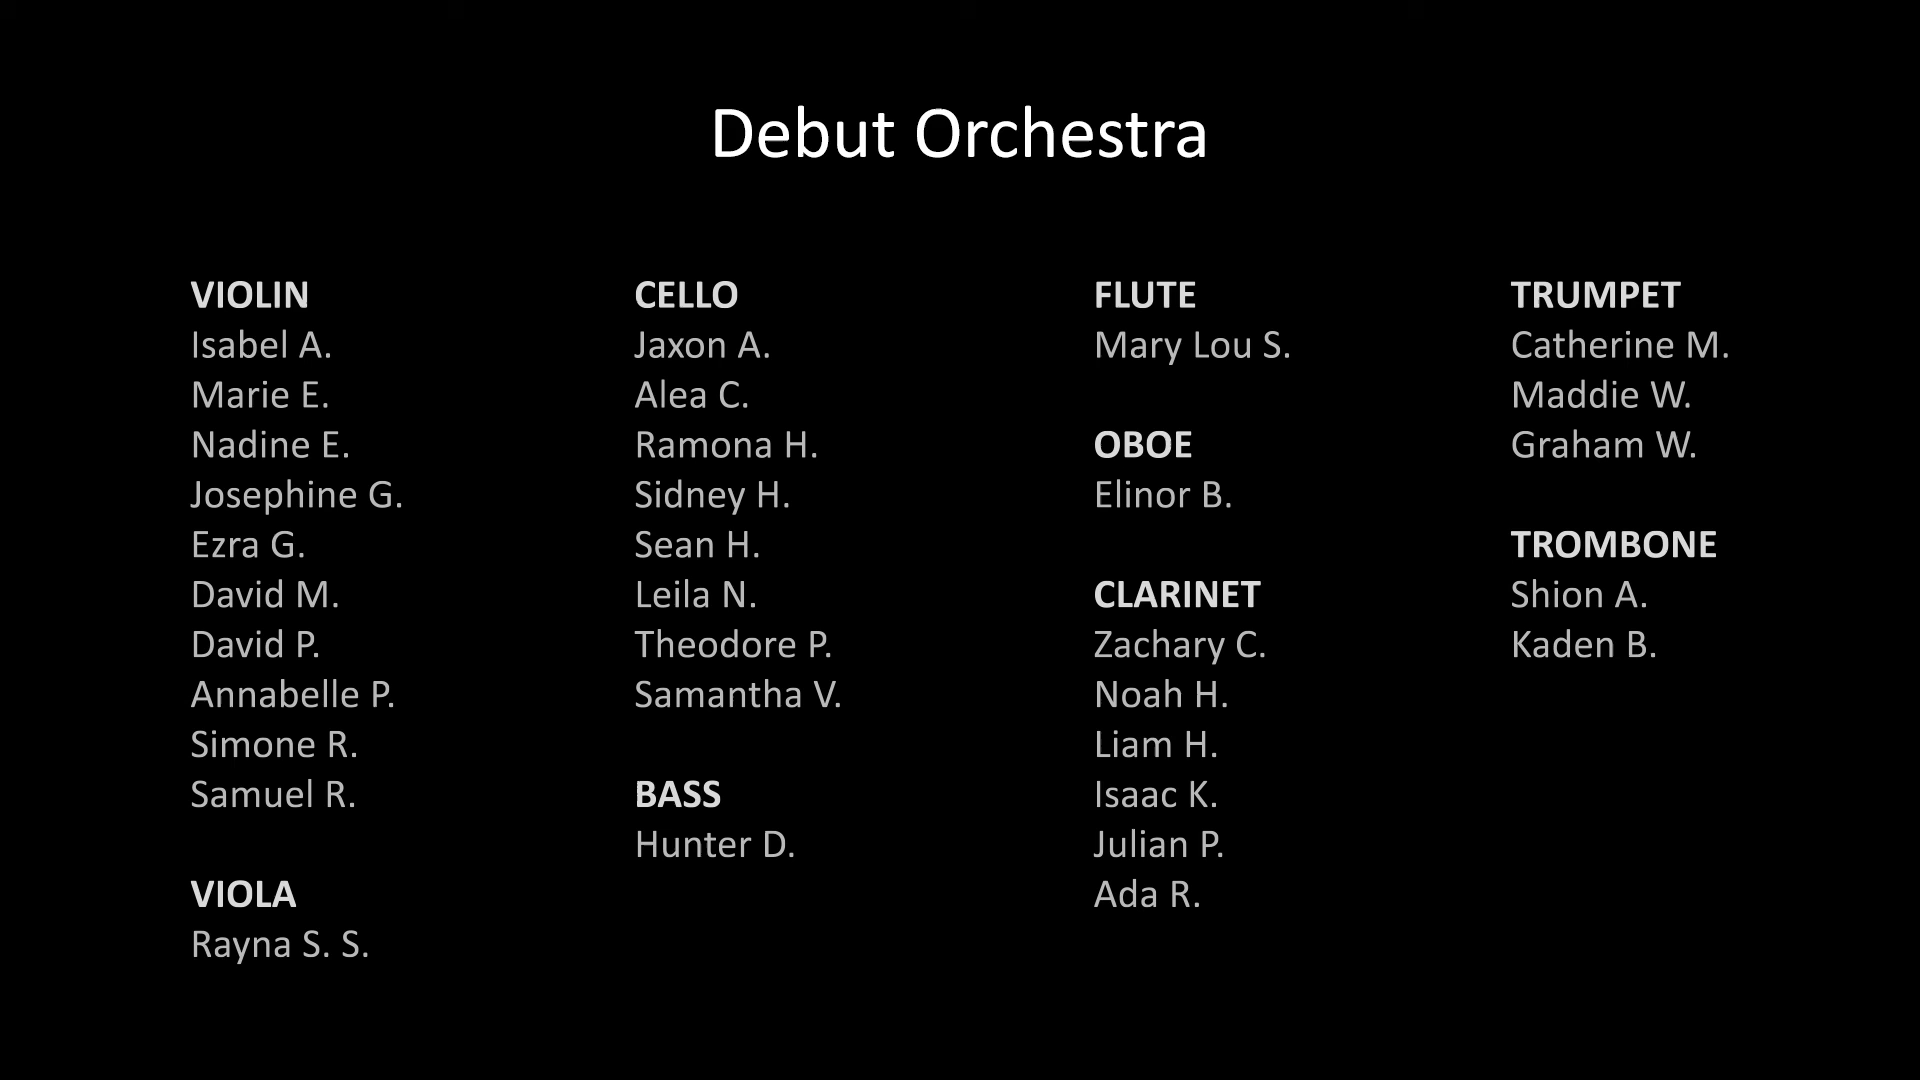 Debut Orchestra
VIOLIN
Isabel A.
Marie E.
Nadine E.
Josephine G.
Ezra G.
David M.
David P.
Annabelle P.
Simone R.
Samuel R.
VIOLA
Rayna S. S.
CELLO
Jaxon A.
Alea C.
Ramona H.
Sidney H.
Sean H.
Leila N.
Theodore P.
Samantha V.
BASS
Hunter D.
FLUTE
Mary Lou S.
OBOE
Elinor B.
CLARINET
Zachary C.
Noah H.
Liam H.
Isaac K.
Julian P.
Ada R.
TRUMPET
Catherine M.
Maddie W.
Graham W.
TROMBONE
Shion A.
Kaden B.